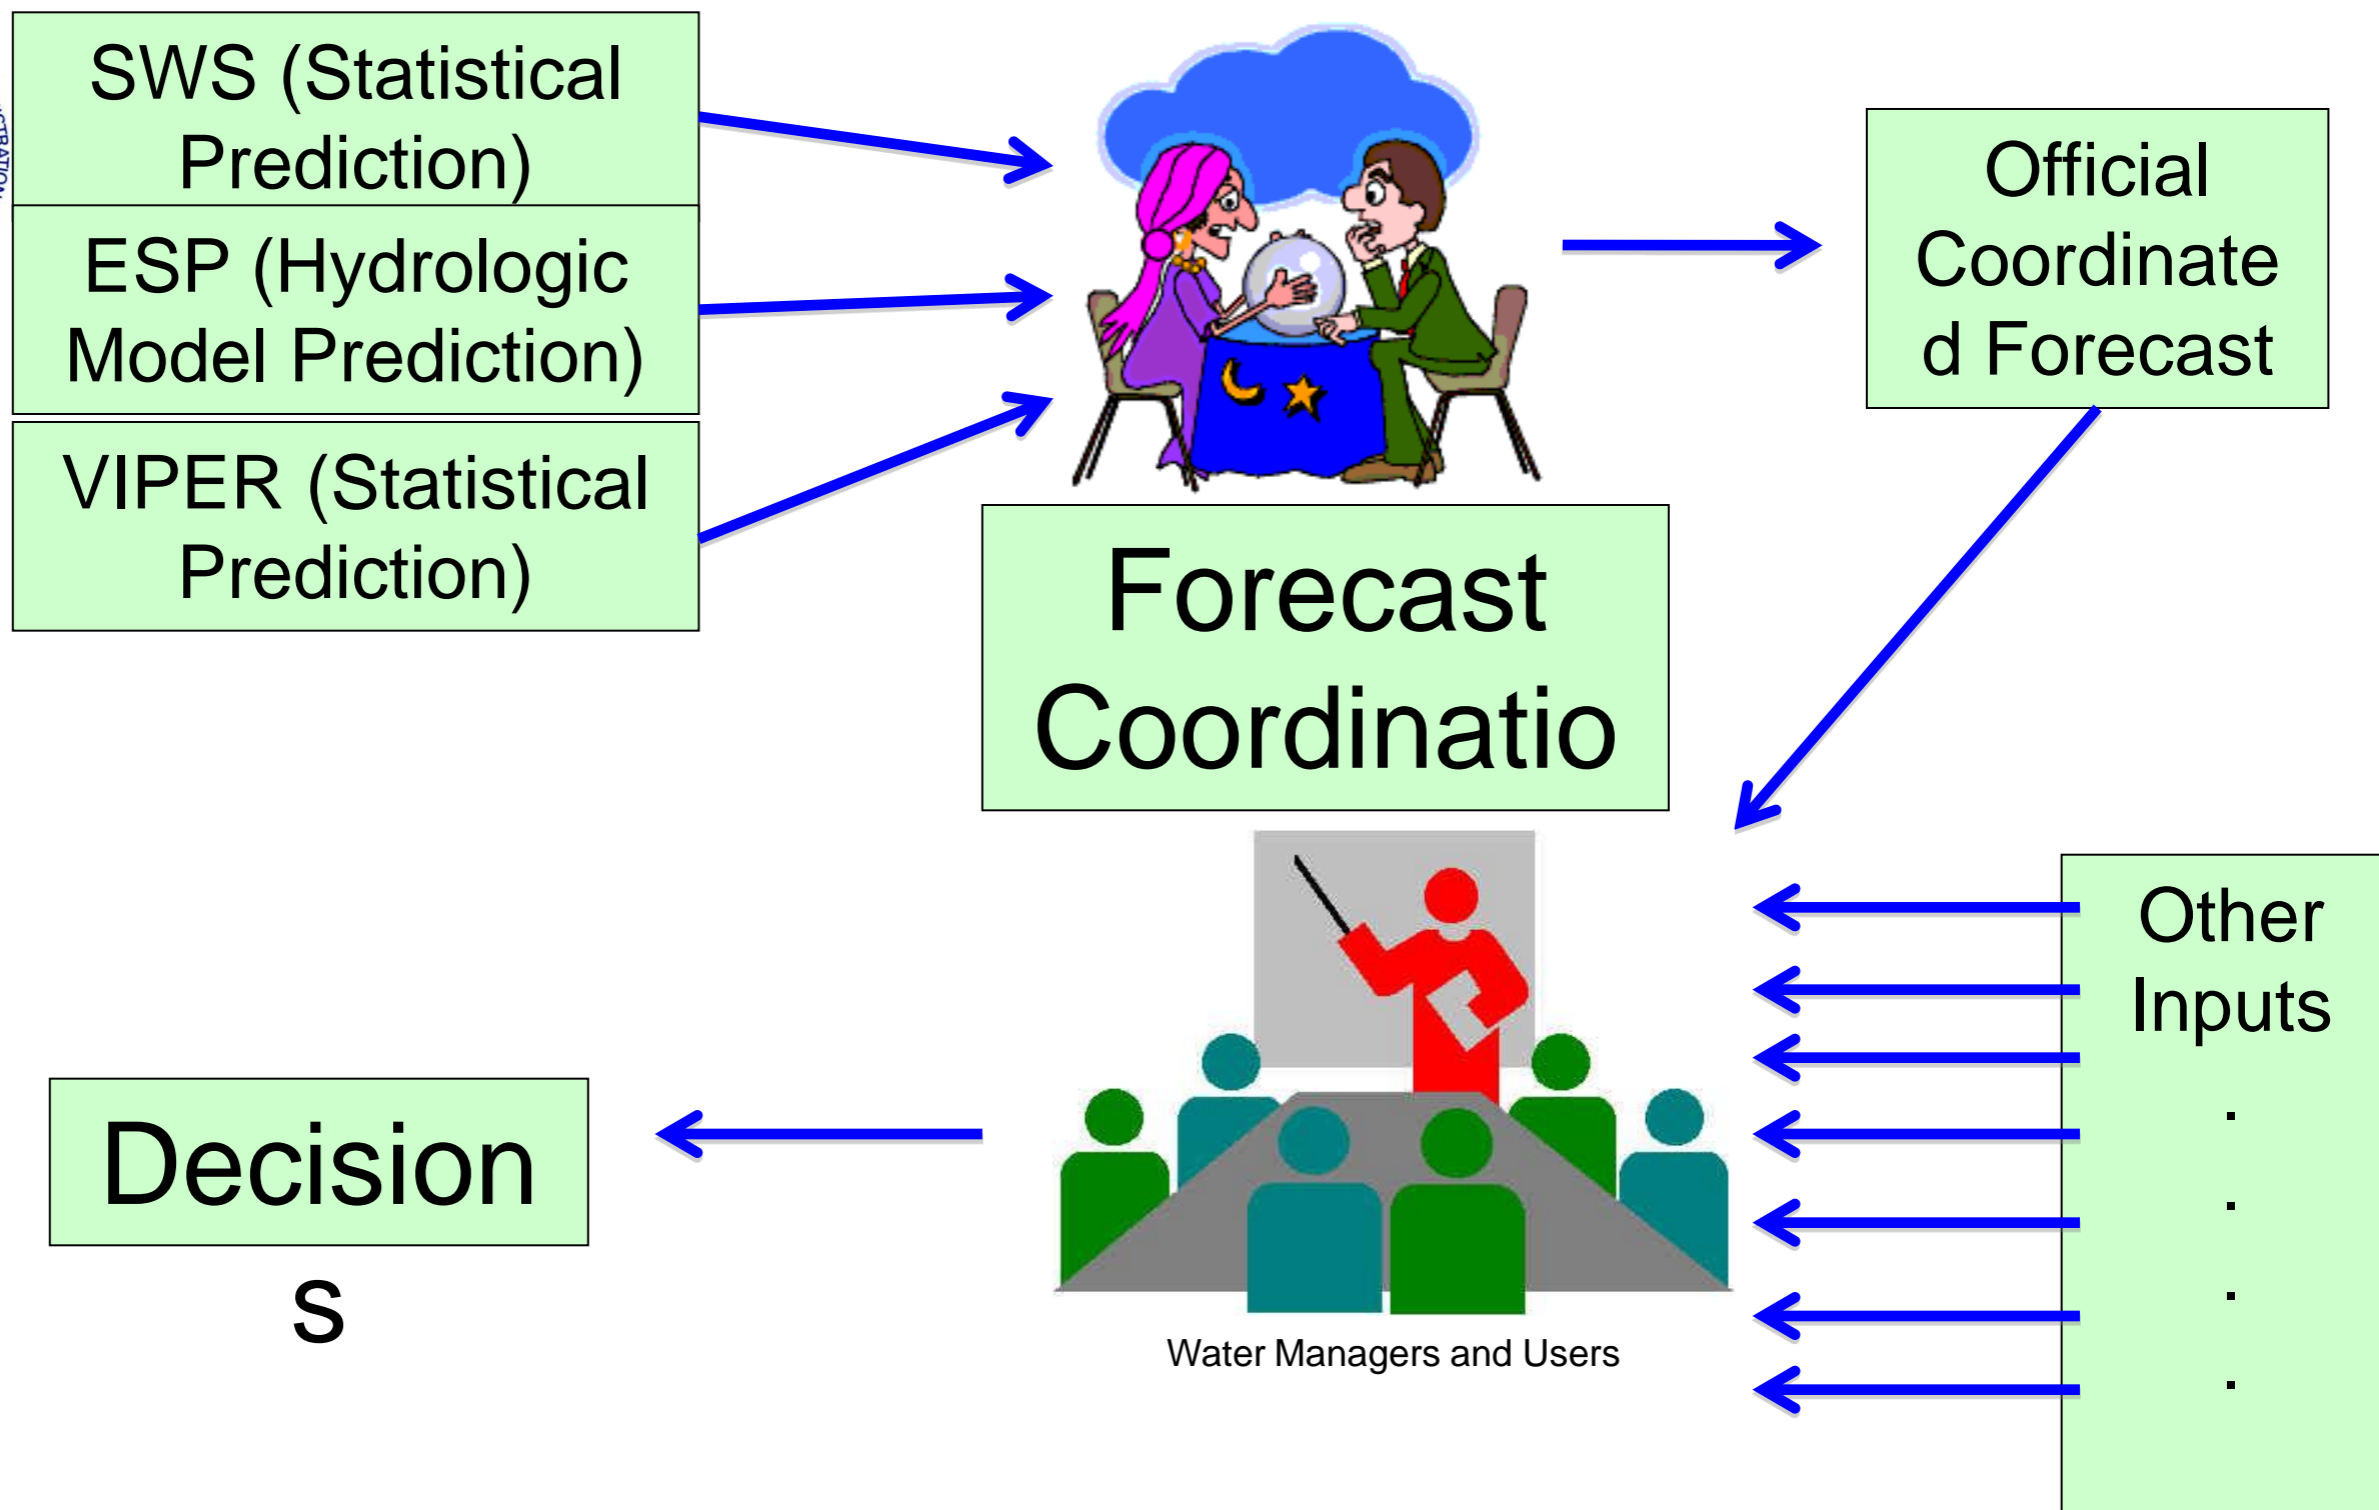 SWS (Statistical
Prediction)
ESP (Hydrologic
Model Prediction)
VIPER (Statistical
Prediction)
Official
Coordinate
d Forecast
Forecast
Coordinatio
Other
Inputs
.
.
.
.
Decision
s
Water Managers and Users